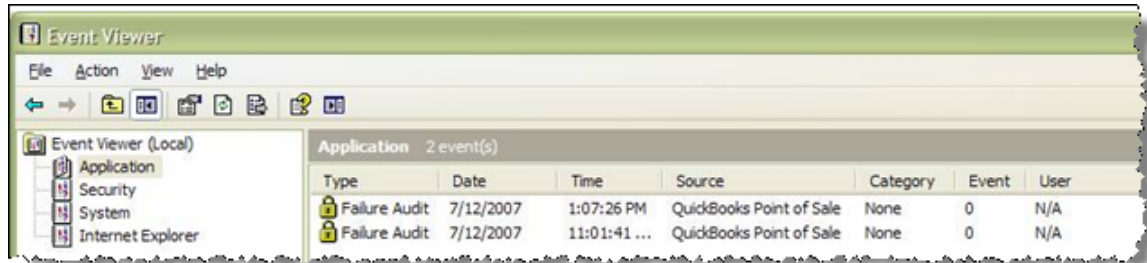 Event Viewer
File Action View Help
Event Viewer (Local)
Application
Security
System
Internet Explorer
Application 2 event(s)
Type Date Time Source Category Event User
Failure Audit 7/12/2007 1:07:26 PM QuickBooks Point of Sale None 0 N/A
Failure Audit 7/12/2007 11:01:41 ... QuickBooks Point of Sale None 0 N/A